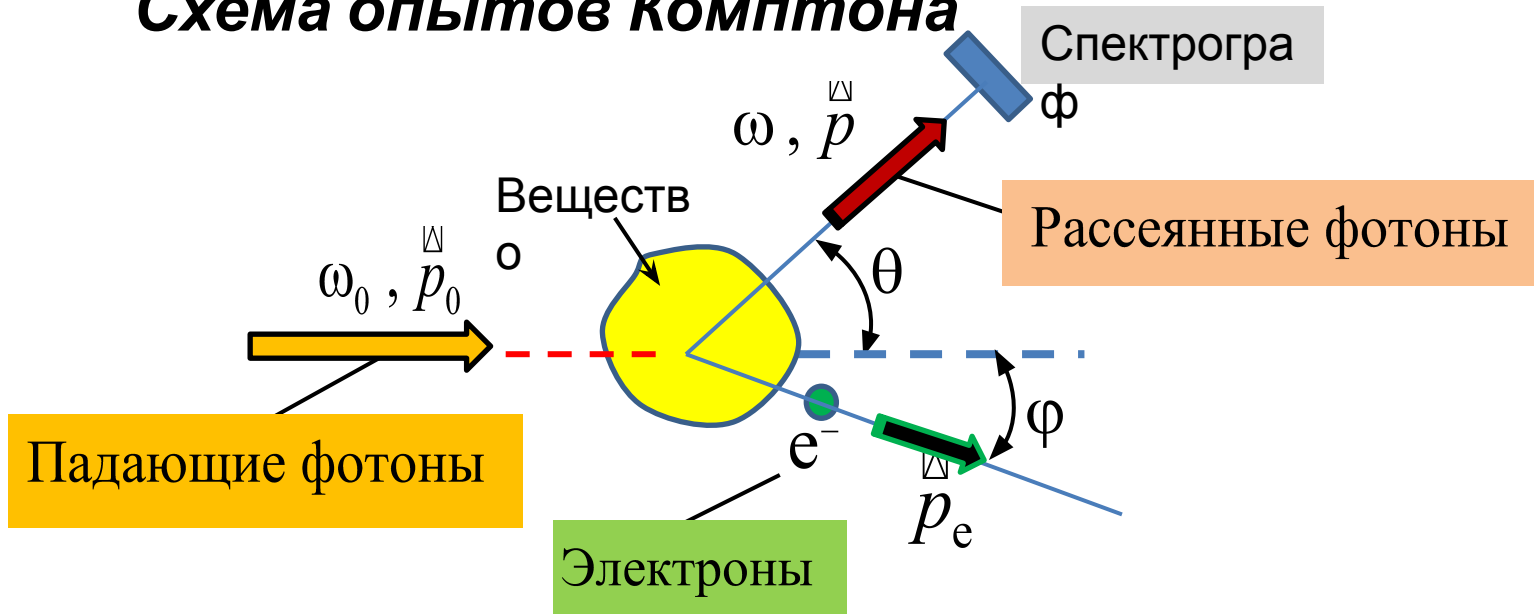 Схема опытов Комптона
Спектрогра
ф
ω , p
Веществ
о
Рассеянные фотоны
ω₀ , p₀
θ
φ
e⁻
Падающие фотоны
pₑ
Электроны